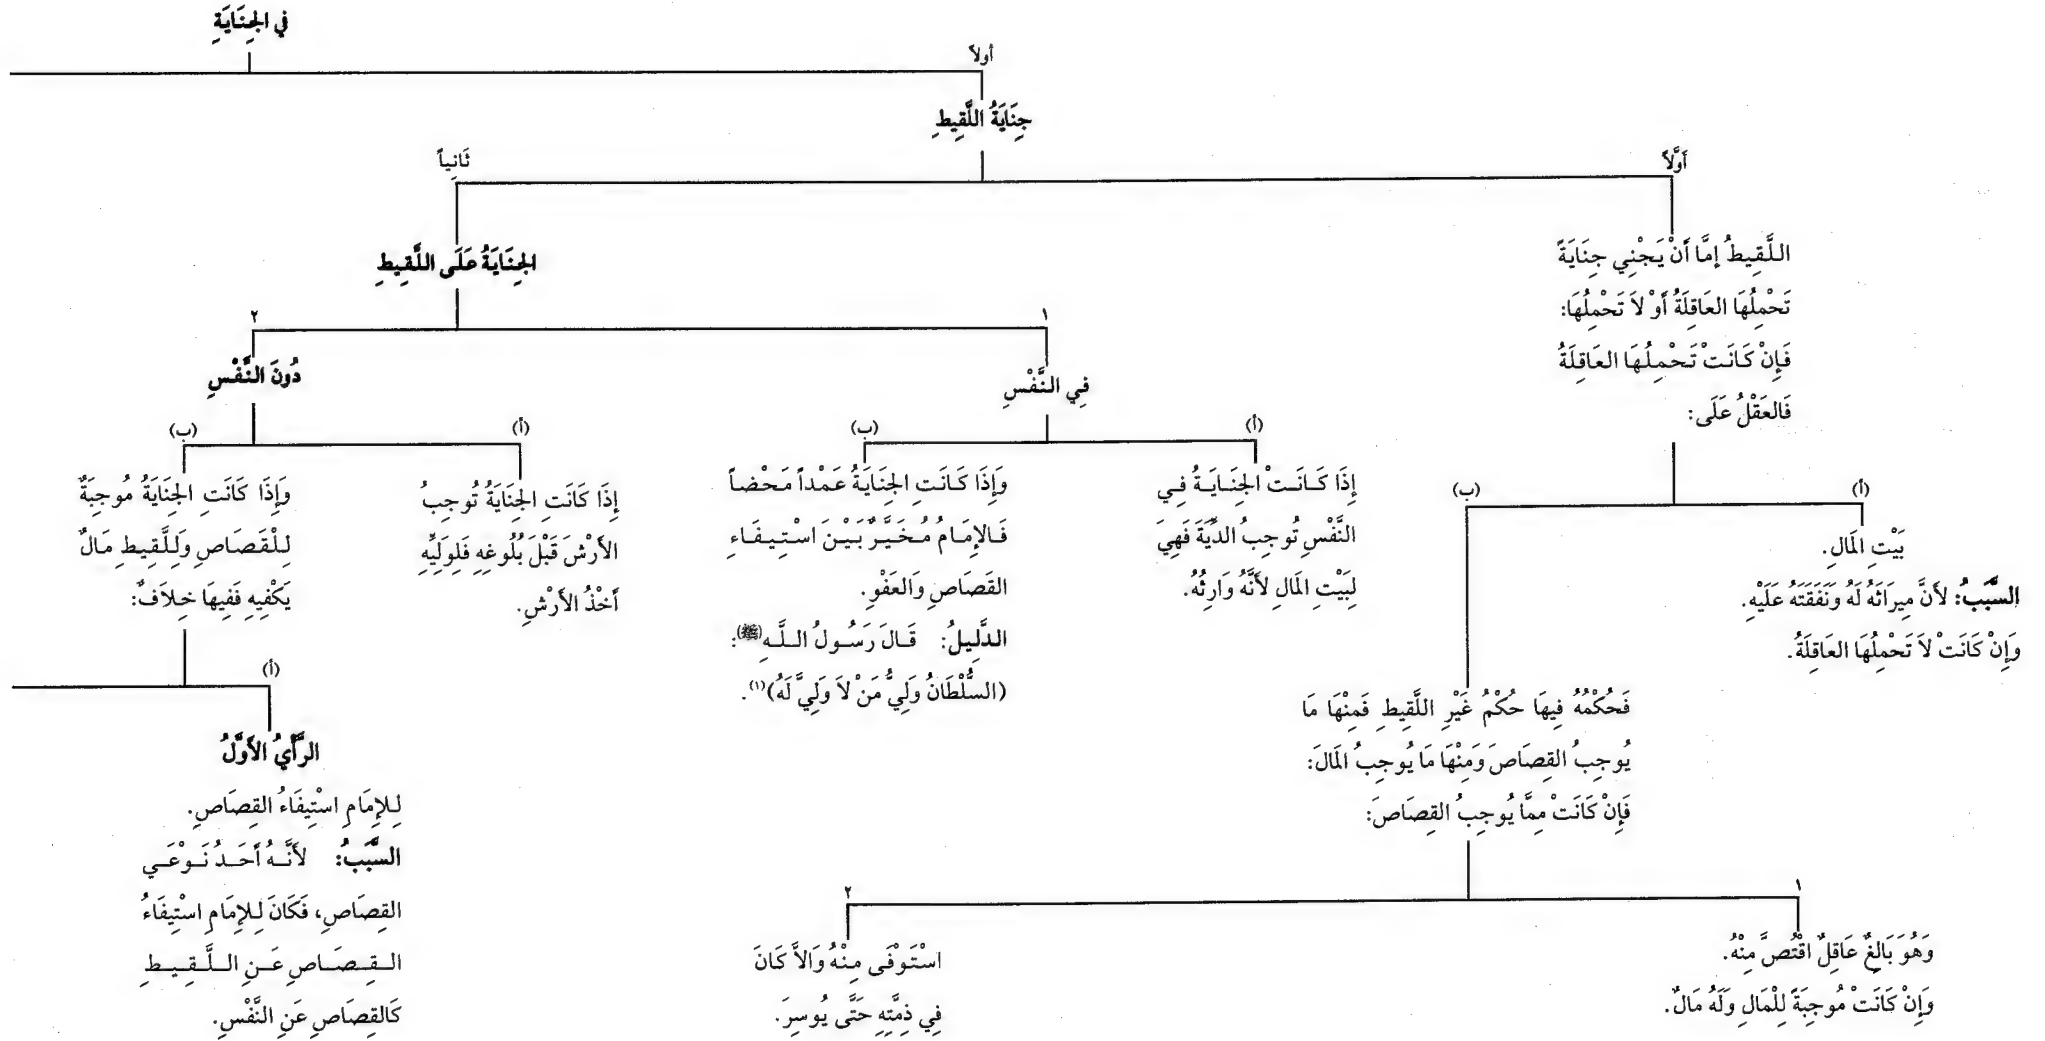 في الجِنَايَةِ
أولاً
جِنَايَةُ اللَّقِيطِ
أَوَّلاً
اللَّقِيطُ إمَّا أَنْ يَجْنِي جِنَايَةً
تَحْمِلُهَا العَاقِلَةُ أَوْ لاَ تَحْمِلُهَا:
فَإِنْ كَانَتْ تَحْمِلُهَا العَاقِلَةُ
فَالعَقْلُ عَلَى:
(أ)
بَيْتِ المَالِ.
السَّبَبُ: لأَنَّ مِيرَاثَهُ لَهُ وَنَفَقَتَهُ عَلَيْهِ.
وَإِنْ كَانَتْ لاَ تَحْمِلُهَا العَاقِلَةُ.
(ب)
فَحُكْمُهُ فِيهَا حُكْمُ غَيْرِ اللَّقِيطِ فَمِنْهَا مَا
يُوجِبُ القِصَاصَ وَمِنْهَا مَا يُوجِبُ المَالَ:
فَإِنْ كَانَتْ مِمَّا يُوجِبُ القِصَاصَ:
١
وَهُوَ بَالِغٌ عَاقِلٌ اقْتُصَّ مِنْهُ.
وَإِنْ كَانَتْ مُوجِبَةً لِلْمَالِ وَلَهُ مَالٌ.
٢
اسْتَوْفَى مِنْهُ وَالاَّ كَانَ
فِي ذِمَّتِهِ حَتَّى يُوسِرَ.
ثَانِياً
الجِنَايَةُ عَلَى اللَّقِيطِ
١
فِي النَّفْسِ
(أ)
إِذَا كَانَتْ الجِنَايَةُ فِي
النَّفْسِ تُوجِبُ الدِّيَةَ فَهِيَ
لِبَيْتِ المَالِ لأَنَّهُ وَارِثُهُ.
(ب)
وَإِذَا كَانَتِ الجِنَايَةُ عَمْداً مَحْضاً
فَالإِمَامُ مُخَيَّرٌ بَيْنَ اسْتِيفَاءِ
القَصَاصِ وَالعَفْوِ.
الدَّلِيلُ: قَالَ رَسُولُ اللَّهِ(ﷺ):
(السُّلْطَانُ وَلِيُّ مَنْ لاَ وَلِيَّ لَهُ)(١).
٢
دُونَ النَّفْسِ
(أ)
إِذَا كَانَتِ الجِنَايَةُ تُوجِبُ
الأَرْشَ قَبْلَ بُلُوغِهِ فَلِوَلِيِّهِ
أَخْذُ الأَرْشِ.
(ب)
وَإِذَا كَانَتِ الجِنَايَةُ مُوجِبَةٌ
لِلْقَصَاصِ وَلِلَّقِيطِ مَالٌ
يَكْفِيهِ فَفِيهَا خِلاَفٌ:
(أ)
الرَّأْيُ الأَوَّلُ
لِلإِمَامِ اسْتِيفَاءُ القِصَاصِ.
السَّبَبُ: لأَنَّهُ أَحَدُ نَوْعَي
القِصَاصِ، فَكَانَ لِلإِمَامِ اسْتِيفَاءُ
القِصَاصِ عَنِ اللَّقِيطِ
كَالقِصَاصِ عَنِ النَّفْسِ.